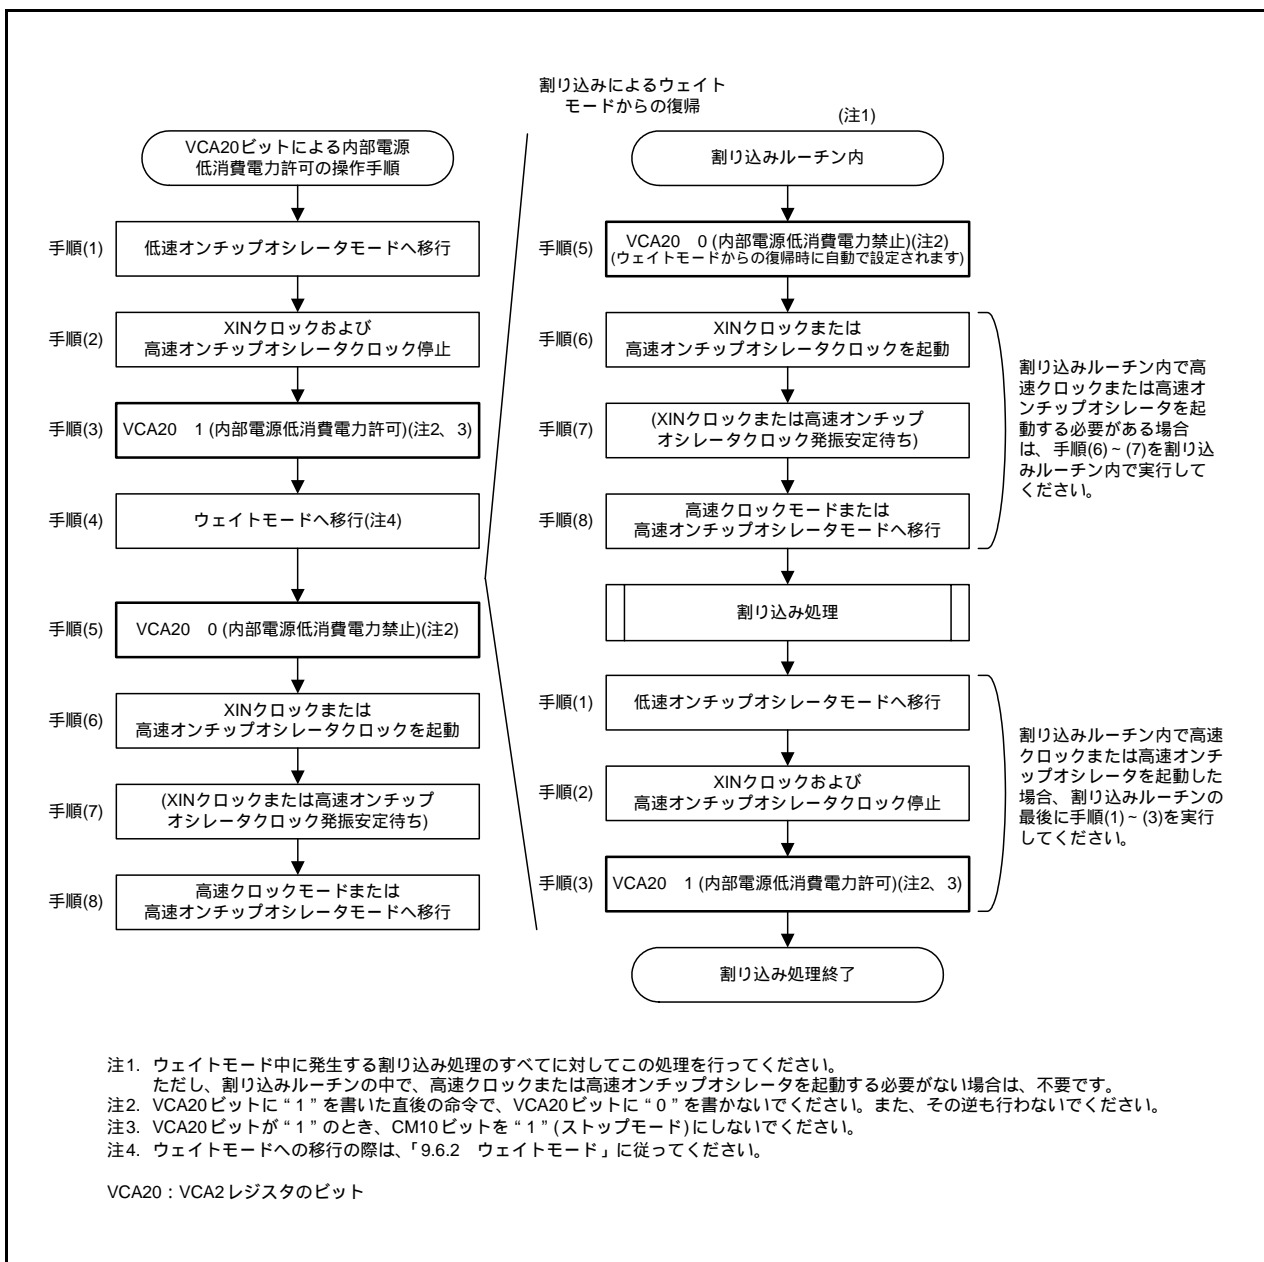 VCA20ビットによる内部電源
低消費電力許可の操作手順
手順(1)
低速オンチップオシレータモードへ移行
手順(2)
XINクロックおよび
高速オンチップオシレータクロック停止
手順(3)
VCA20　1 (内部電源低消費電力許可)(注2、3)
手順(4)
ウェイトモードへ移行(注4)
手順(5)
VCA20　0 (内部電源低消費電力禁止)(注2)
手順(6)
XINクロックまたは
高速オンチップオシレータクロックを起動
手順(7)
(XINクロックまたは高速オンチップ
オシレータクロック発振安定待ち)
手順(8)
高速クロックモードまたは
高速オンチップオシレータモードへ移行
割り込みによるウェイト
モードからの復帰
(注1)
割り込みルーチン内
手順(5)
VCA20　0 (内部電源低消費電力禁止)(注2)
(ウェイトモードからの復帰時に自動で設定されます)
手順(6)
XINクロックまたは
高速オンチップオシレータクロックを起動
手順(7)
(XINクロックまたは高速オンチップ
オシレータクロック発振安定待ち)
手順(8)
高速クロックモードまたは
高速オンチップオシレータモードへ移行
割り込みルーチン内で高
速クロックまたは高速オ
ンチップオシレータを起
動する必要がある場合
は、手順(6) ~ (7)を割り込
みルーチン内で実行して
ください。
割り込み処理
手順(1)
低速オンチップオシレータモードへ移行
手順(2)
XINクロックおよび
高速オンチップオシレータクロック停止
手順(3)
VCA20　1 (内部電源低消費電力許可)(注2、3)
割り込みルーチン内で高速
クロックまたは高速オンチ
ップオシレータを起動した
場合、割り込みルーチンの
最後に手順(1) ~ (3)を実行
してください。
割り込み処理終了
注1. ウェイトモード中に発生する割り込み処理のすべてに対してこの処理を行ってください。
ただし、割り込みルーチンの中で、高速クロックまたは高速オンチップオシレータを起動する必要がない場合は、不要です。
注2. VCA20ビットに“1”を書いた直後の命令で、VCA20ビットに“0”を書かないでください。また、その逆も行わないでください。
注3. VCA20ビットが“1”のとき、CM10ビットを“1”(ストップモード)にしないでください。
注4. ウェイトモードへの移行の際は、「9.6.2　ウェイトモード」に従ってください。
VCA20：VCA2レジスタのビット